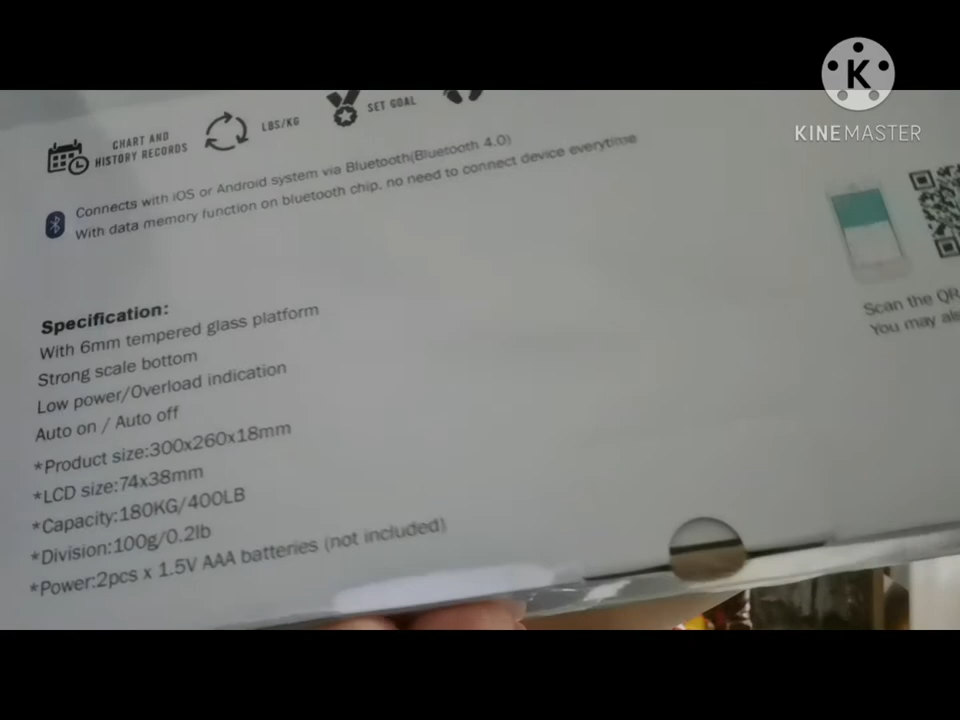 KINEMASTER
CHART AND
HISTORY RECORDS
LBS/KG
SET GOAL
Connects with iOS or Android system via Bluetooth(Bluetooth 4.0)
With data memory function on bluetooth chip, no need to connect device everytime
Scan the QR
You may als
Specification:
With 6mm tempered glass platform
Strong scale bottom
Low power/Overload indication
Auto on / Auto off
*Product size:300x260x18mm
*LCD size:74x38mm
*Capacity:180KG/400LB
*Division:100g/0.2lb
*Power:2pcs x 1.5V AAA batteries (not included)